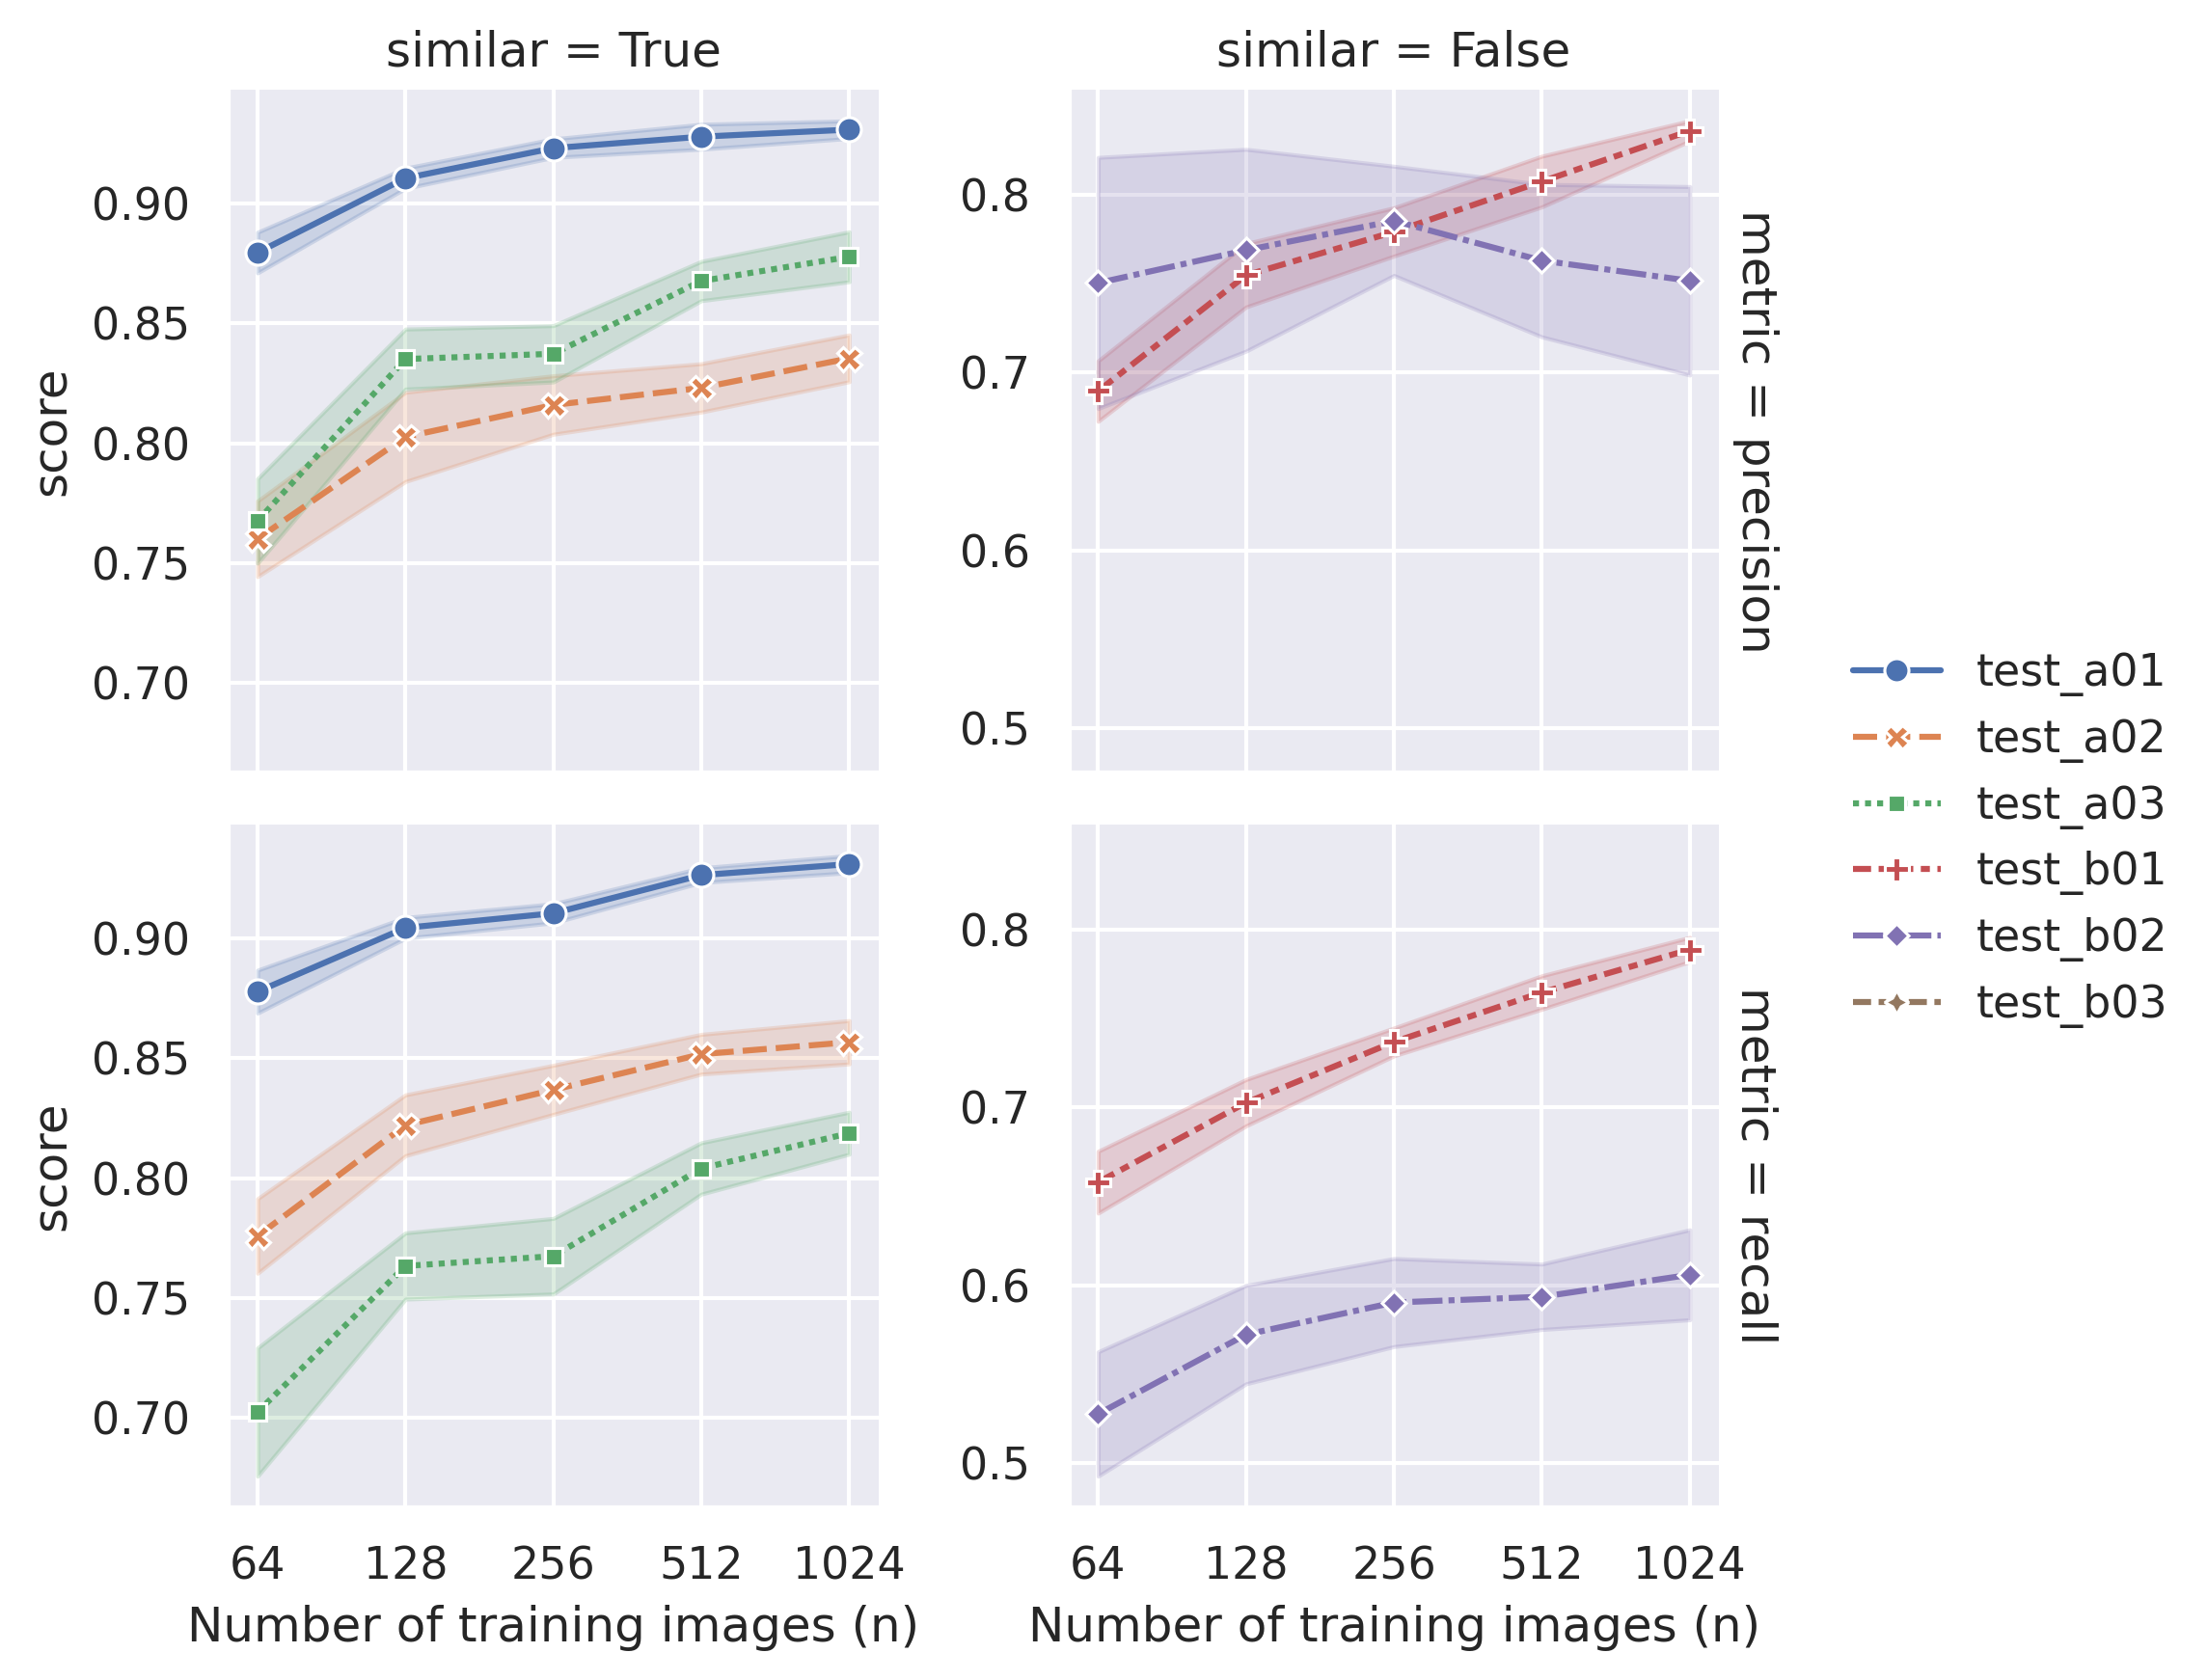 similar = True
similar = False
0.90
0.85
0.80
0.75
0.70
score
0.8
0.7
0.6
0.5
metric = precision
0.90
0.85
0.80
0.75
0.70
score
0.8
0.7
0.6
0.5
metric = recall
64 128 256 512 1024
Number of training images (n)
64 128 256 512 1024
Number of training images (n)
test_a01
test_a02
test_a03
test_b01
test_b02
test_b03